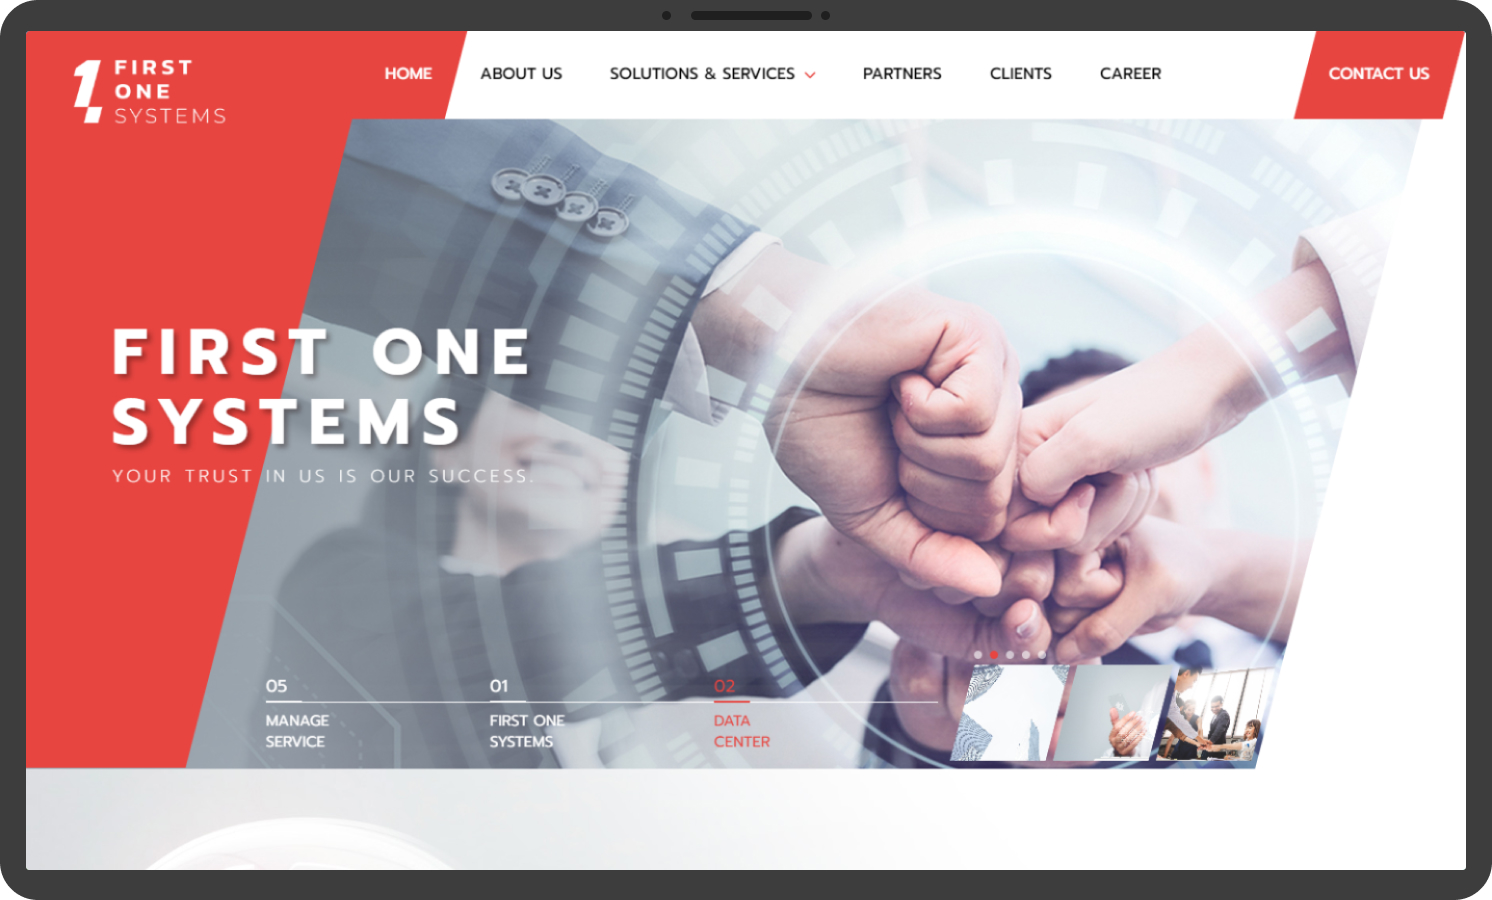 FIRST
ONE
SYSTEMS
HOME
ABOUT US
SOLUTIONS & SERVICES
PARTNERS
CLIENTS
CAREER
CONTACT US
FIRST ONE
SYSTEMS
YOUR TRUST IN US IS OUR SUCCESS.
05
MANAGE
SERVICE
01
FIRST ONE
SYSTEMS
02
DATA
CENTER